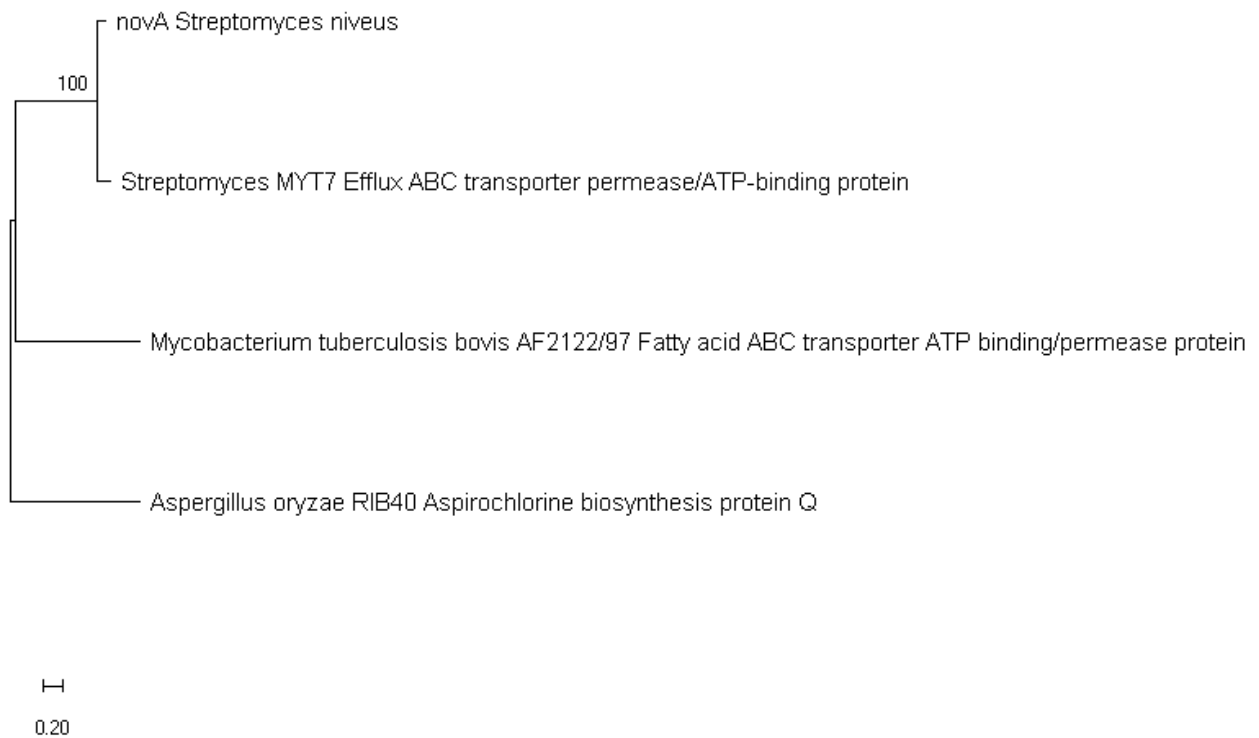 novA Streptomyces niveus
100
Streptomyces MYT7 Efflux ABC transporter permease/ATP-binding protein
Mycobacterium tuberculosis bovis AF2122/97 Fatty acid ABC transporter ATP binding/permease protein
Aspergillus oryzae RIB40 Aspirochlorine biosynthesis protein Q
0.20